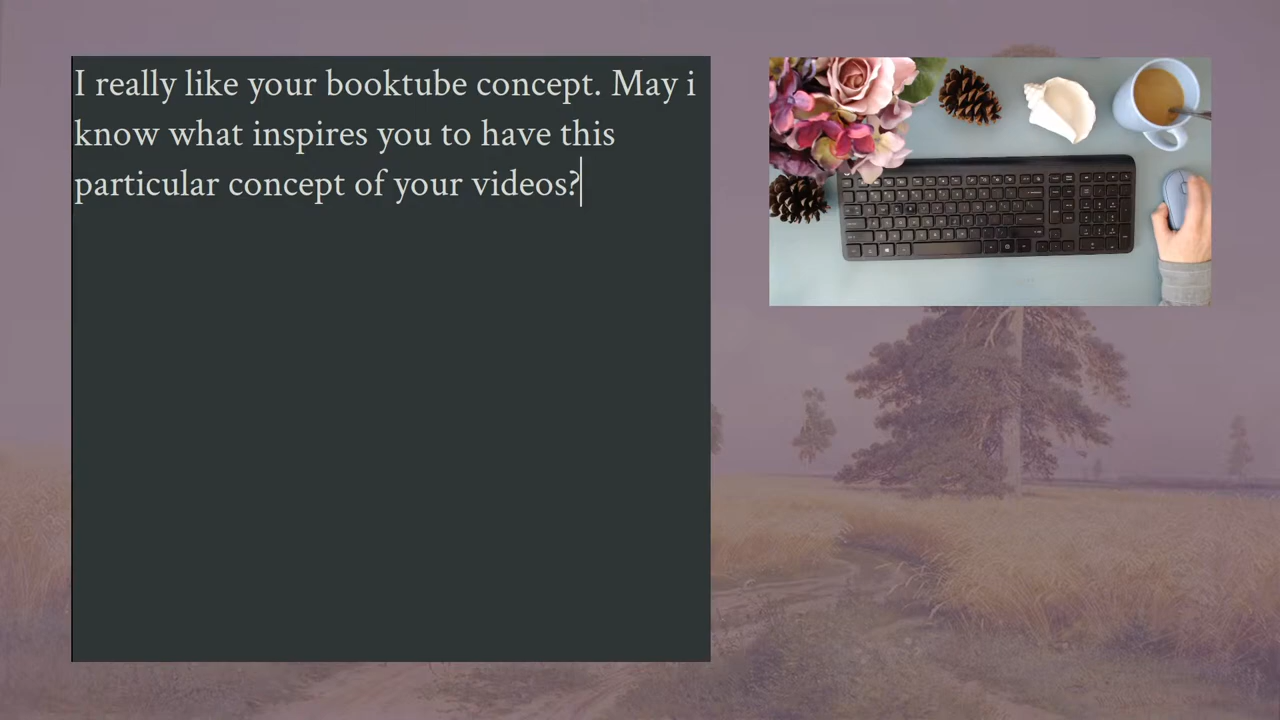 I really like your booktube concept. May i
know what inspires you to have this
particular concept of your videos?